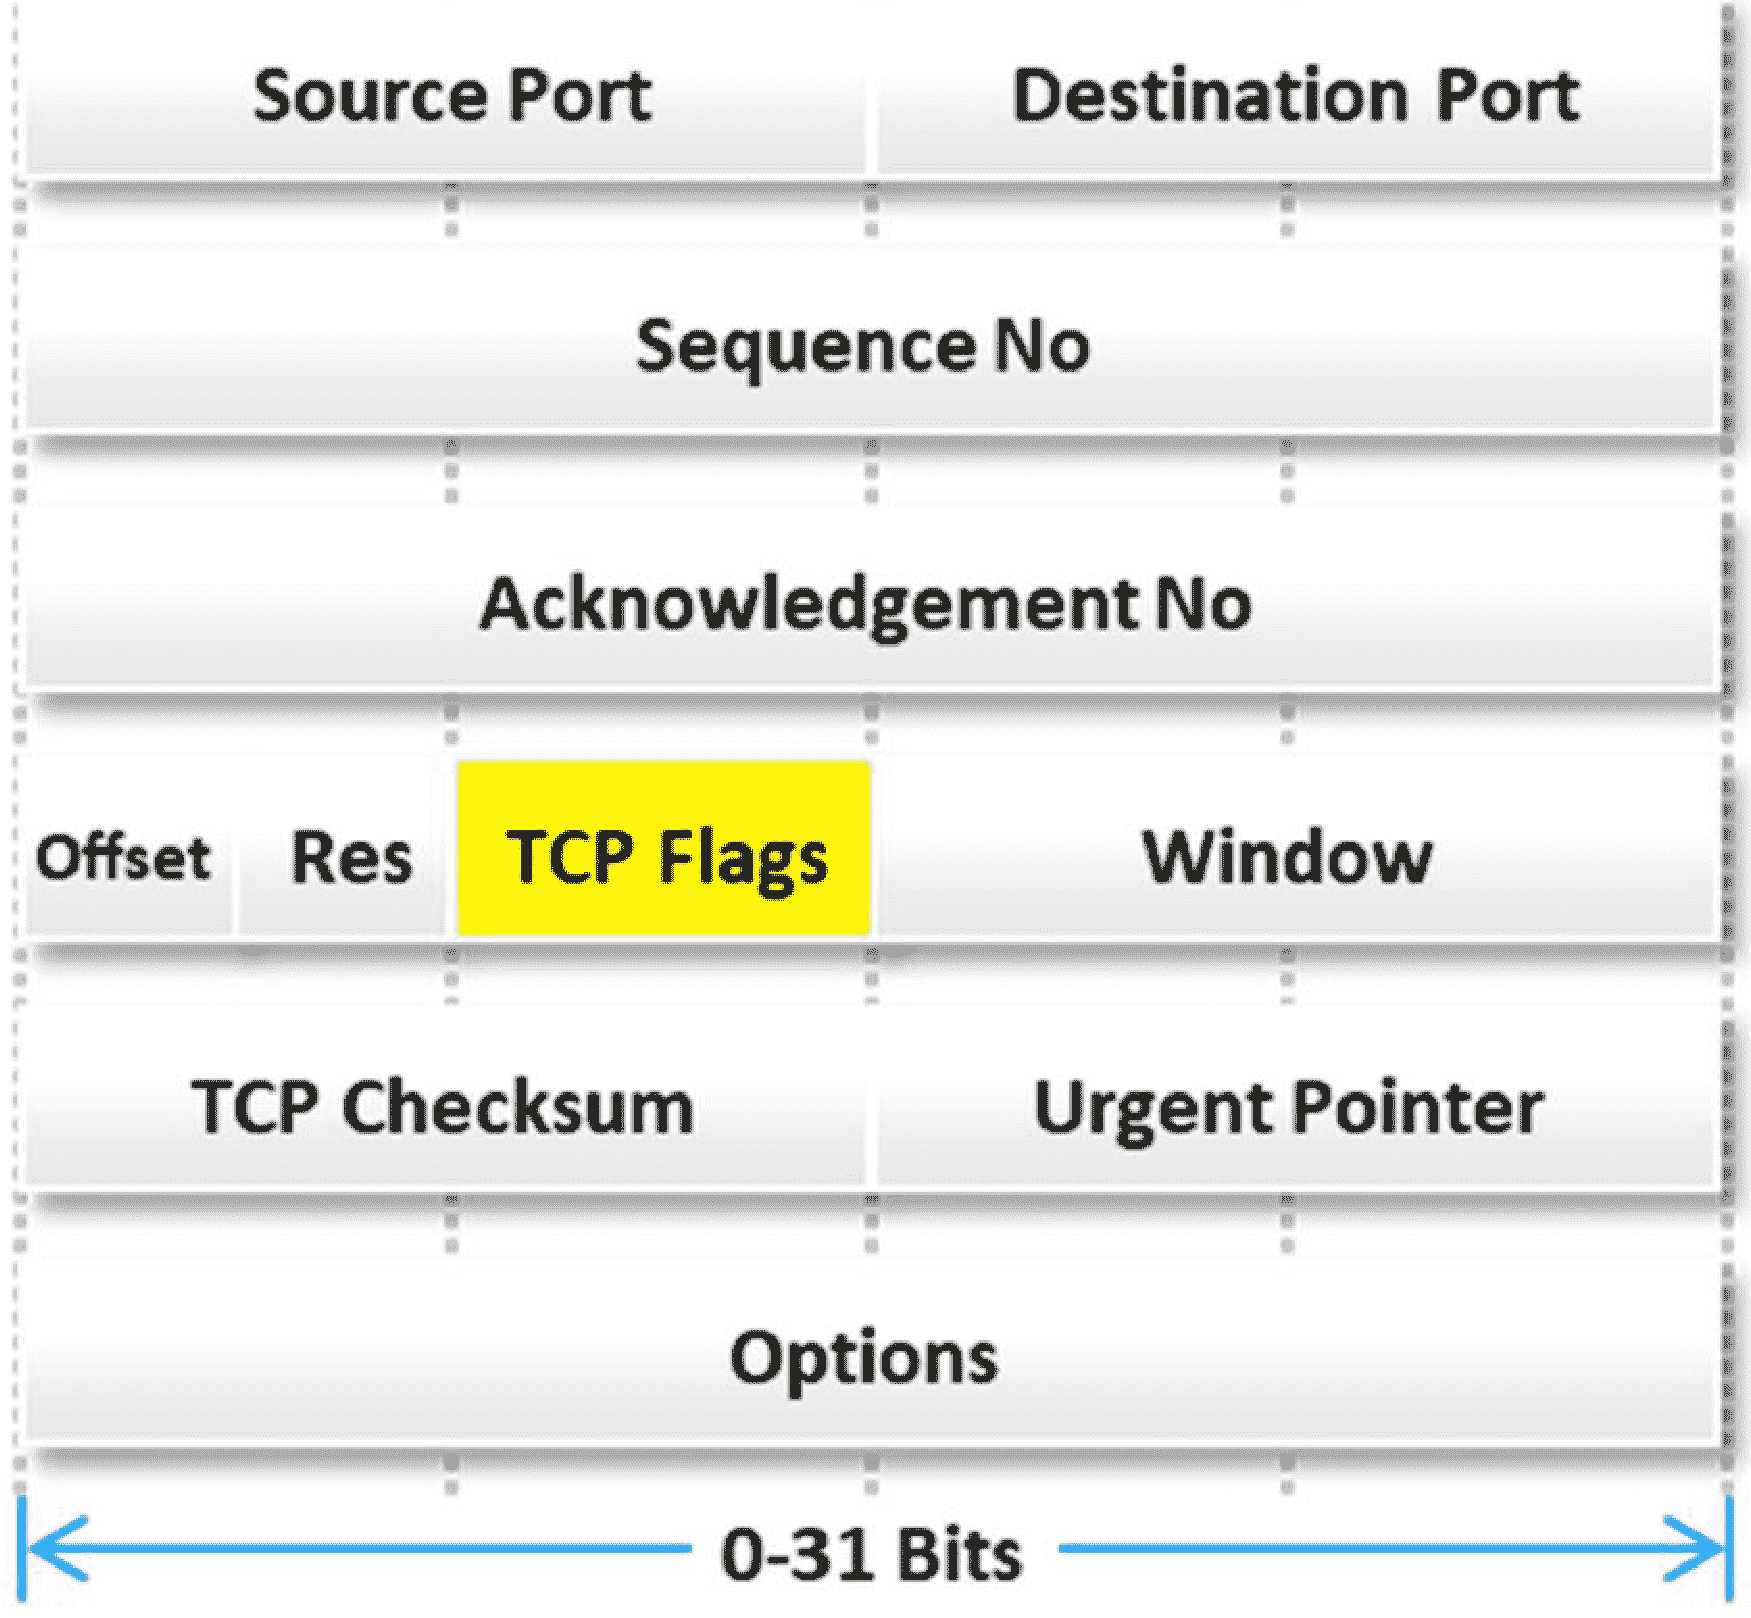 Source Port Destination Port
Sequence No
Acknowledgement No
Offset Res TCP Flags Window
TCP Checksum Urgent Pointer
Options
0-31 Bits